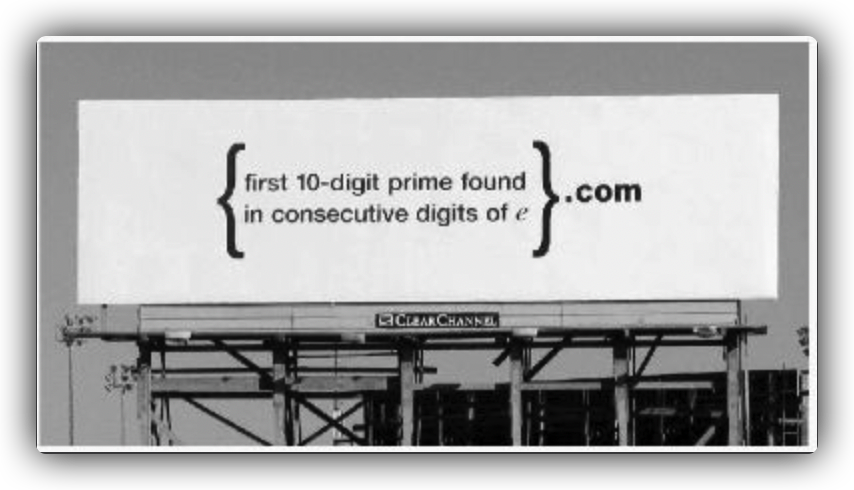 {first 10-digit prime found
in consecutive digits of e}.com
CLEARCHANNEL